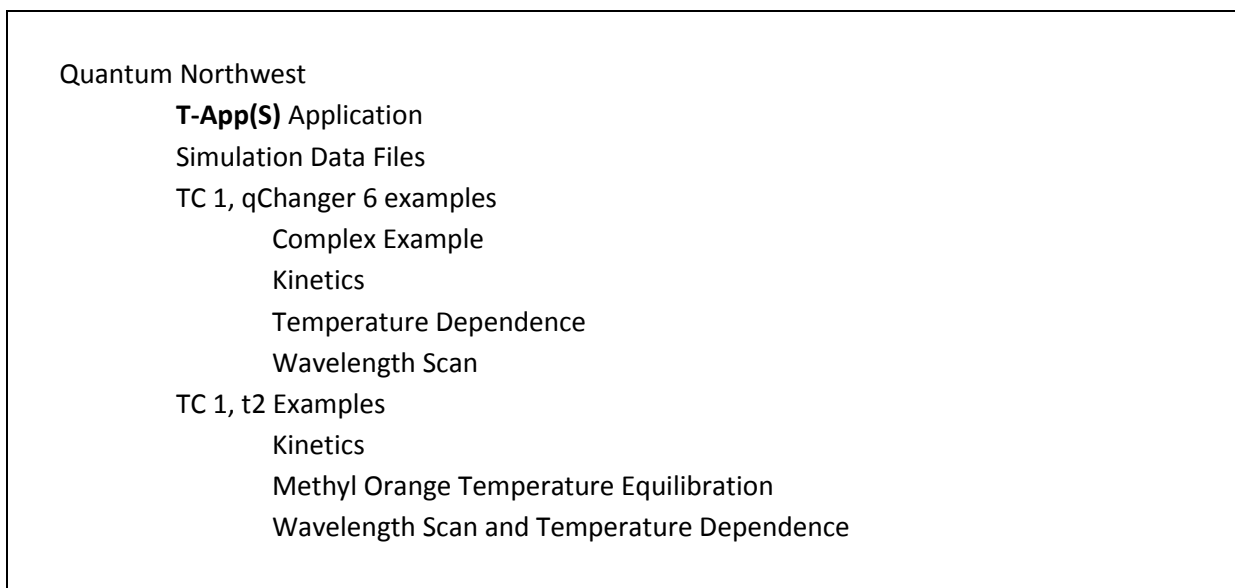 Quantum Northwest
T-App(S) Application
Simulation Data Files
TC 1, qChanger 6 examples
Complex Example
Kinetics
Temperature Dependence
Wavelength Scan
TC 1, t2 Examples
Kinetics
Methyl Orange Temperature Equilibration
Wavelength Scan and Temperature Dependence